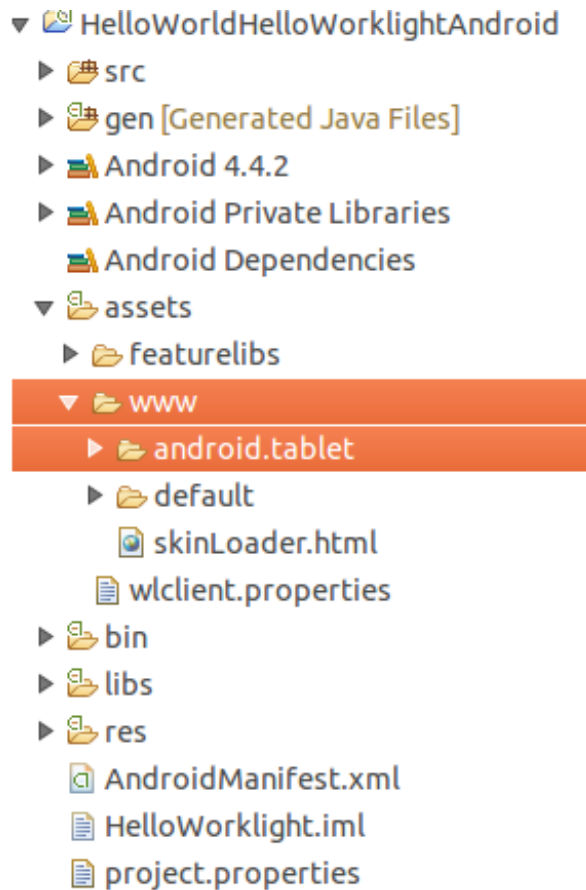 HelloWorldHelloWorklightAndroid
src
gen [Generated Java Files]
Android 4.4.2
Android Private Libraries
Android Dependencies
assets
featurelibs
www
android.tablet
default
skinLoader.html
wlclient.properties
bin
libs
res
AndroidManifest.xml
HelloWorklight.iml
project.properties